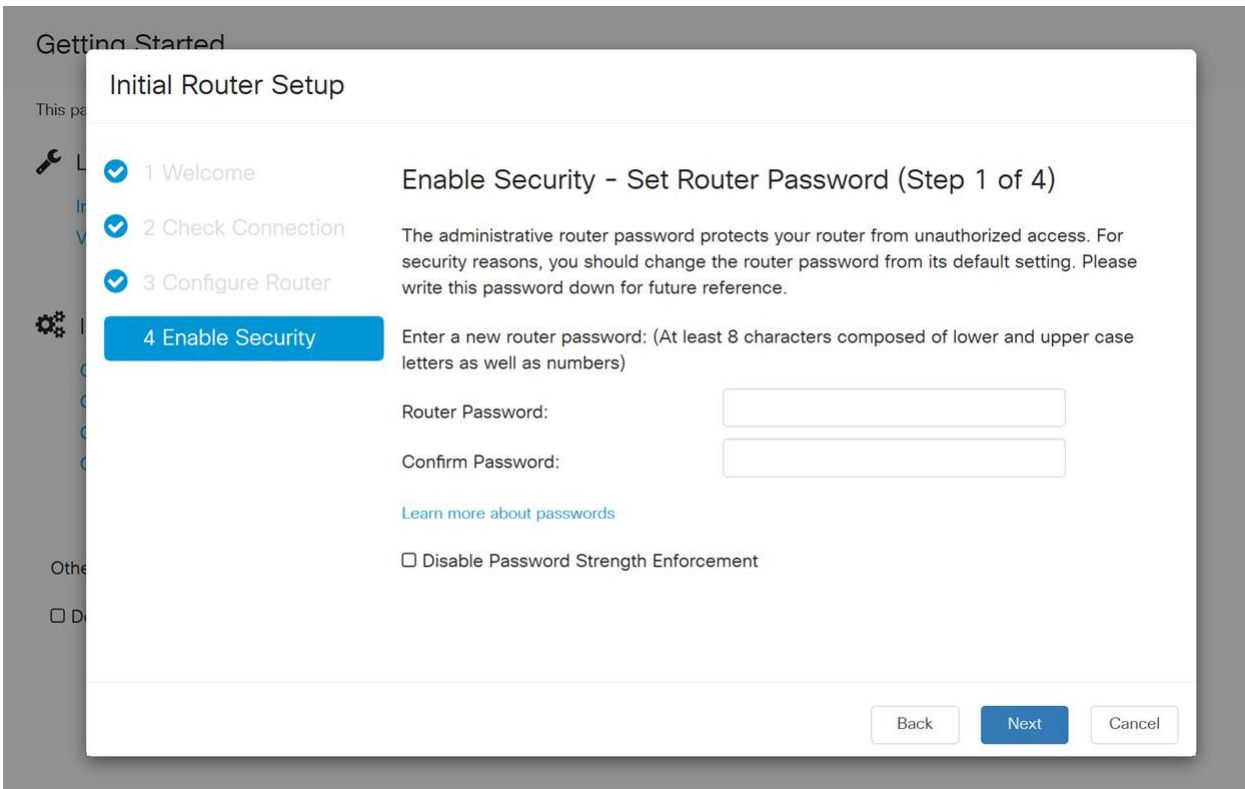 Getting Started
Initial Router Setup
This pa
1 Welcome
2 Check Connection
3 Configure Router
4 Enable Security
Enable Security - Set Router Password (Step 1 of 4)
The administrative router password protects your router from unauthorized access. For
security reasons, you should change the router password from its default setting. Please
write this password down for future reference.
Enter a new router password: (At least 8 characters composed of lower and upper case
letters as well as numbers)
Router Password:
Confirm Password:
Learn more about passwords
Disable Password Strength Enforcement
Othe
Back
Next
Cancel